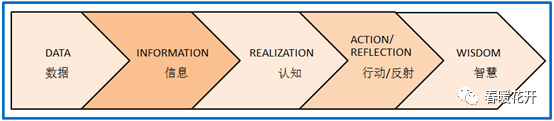 DATA
数据
INFORMATION
信息
REALIZATION
认知
ACTION/
REFLECTION
行动/反射
WISDOM
智慧
春暖花开